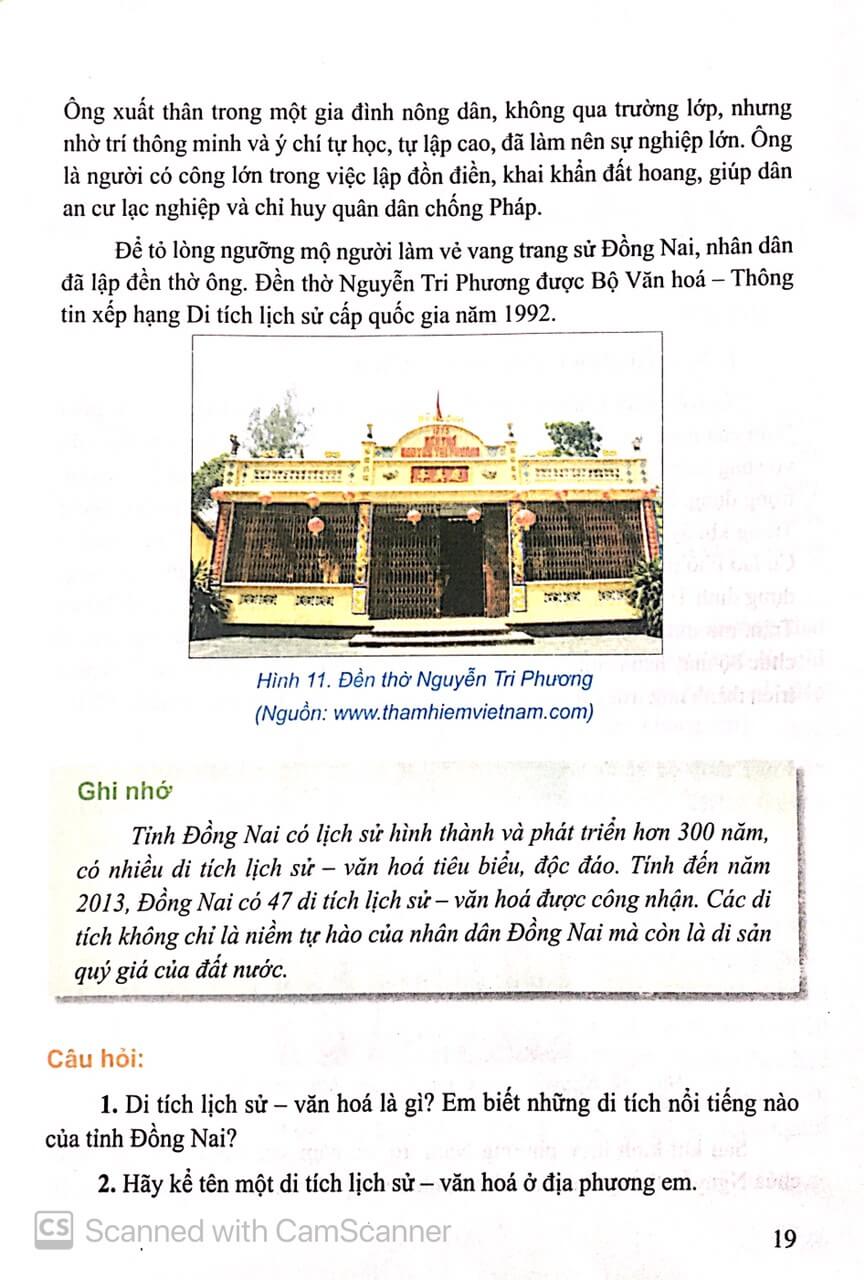 Ông xuất thân trong một gia đình nông dân, không qua trường lớp, nhưng
nhờ trí thông minh và ý chí tự học, tự lập cao, đã làm nên sự nghiệp lớn. Ông
là người có công lớn trong việc lập đồn điền, khai khẩn đất hoang, giúp dân
an cư lạc nghiệp và chỉ huy quân dân chống Pháp.
Để tỏ lòng ngưỡng mộ người làm vẻ vang trang sử Đồng Nai, nhân dân
đã lập đền thờ ông. Đền thờ Nguyễn Tri Phương được Bộ Văn hoá – Thông
tin xếp hạng Di tích lịch sử cấp quốc gia năm 1992.
ĐỀN THỜ
NGUYỄN TRI PHƯƠNG
Hình 11. Đền thờ Nguyễn Tri Phương
(Nguồn: www.thamhiemvietnam.com)
Ghi nhớ
Tỉnh Đồng Nai có lịch sử hình thành và phát triển hơn 300 năm,
có nhiều di tích lịch sử – văn hoá tiêu biểu, độc đáo. Tính đến năm
2013, Đồng Nai có 47 di tích lịch sử – văn hoá được công nhận. Các di
tích không chỉ là niềm tự hào của nhân dân Đồng Nai mà còn là di sản
quý giá của đất nước.
Câu hỏi:
1. Di tích lịch sử – văn hoá là gì? Em biết những di tích nổi tiếng nào
của tỉnh Đồng Nai?
2. Hãy kể tên một di tích lịch sử – văn hoá ở địa phương em.
CS Scanned with CamScanner
19